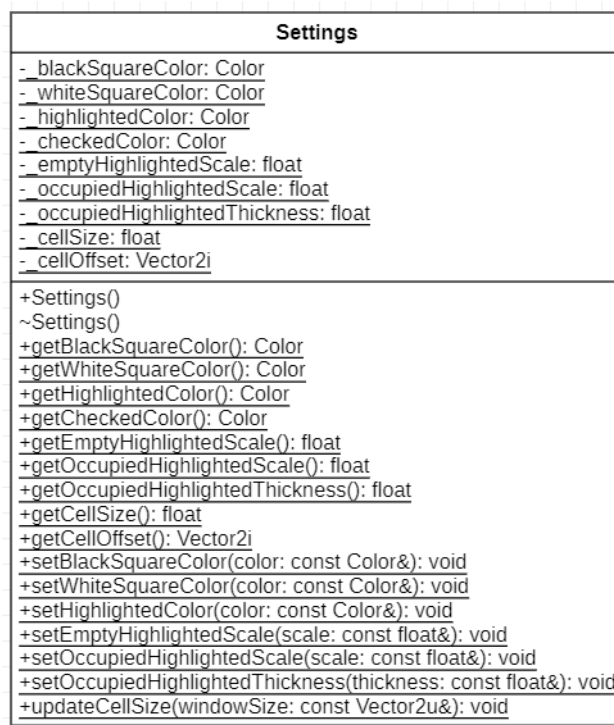 Settings
-_blackSquareColor: Color
-_whiteSquareColor: Color
-_highlightedColor: Color
-_checkedColor: Color
-_emptyHighlightedScale: float
-_occupiedHighlightedScale: float
-_occupiedHighlightedThickness: float
-_cellSize: float
-_cellOffset: Vector2i
+Settings()
~Settings()
+getBlackSquareColor(): Color
+getWhiteSquareColor(): Color
+getHighlightedColor(): Color
+getCheckedColor(): Color
+getEmptyHighlightedScale(): float
+getOccupiedHighlightedScale(): float
+getOccupiedHighlightedThickness(): float
+getCellSize(): float
+getCellOffset(): Vector2i
+setBlackSquareColor(color: const Color&): void
+setWhiteSquareColor(color: const Color&): void
+setHighlightedColor(color: const Color&): void
+setEmptyHighlightedScale(scale: const float&): void
+setOccupiedHighlightedScale(scale: const float&): void
+setOccupiedHighlightedThickness(thickness: const float&): void
+updateCellSize(windowSize: const Vector2u&): void